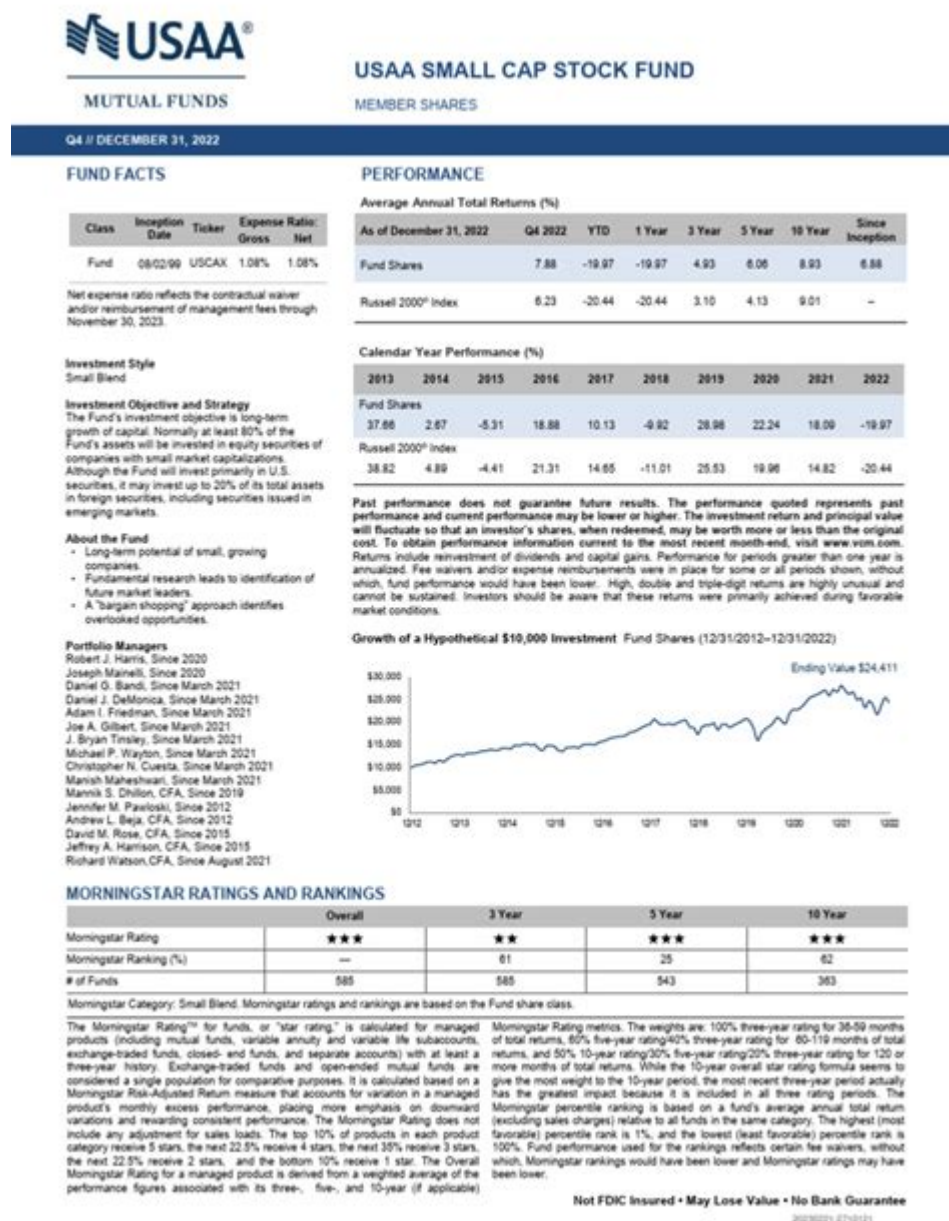 USAA®
MUTUAL FUNDS
USAA SMALL CAP STOCK FUND
MEMBER SHARES
Q4 // DECEMBER 31, 2022
FUND FACTS
Class Inception Date Ticker Expense Ratio: Gross Net
Fund 08/02/99 USCAX 1.08% 1.08%
Net expense ratio reflects the contractual waiver
and/or reimbursement of management fees through
November 30, 2023.
Investment Style
Small Blend
Investment Objective and Strategy
The Fund's investment objective is long-term
growth of capital. Normally at least 80% of the
Fund's assets will be invested in equity securities of
companies with small market capitalizations.
Although the Fund will invest primarily in U.S.
securities, it may invest up to 20% of its total assets
in foreign securities, including securities issued in
emerging markets.
About the Fund
- Long-term potential of small, growing
companies.
- Fundamental research leads to identification of
future market leaders.
- A "bargain shopping" approach identifies
overlooked opportunities.
Portfolio Managers
Robert J. Harris, Since 2020
Joseph Mainelli, Since 2020
Daniel G. Bandi, Since March 2021
Daniel J. DeMonica, Since March 2021
Adam I. Friedman, Since March 2021
Joe A. Gilbert, Since March 2021
J. Bryan Tinsley, Since March 2021
Michael P. Wayton, Since March 2021
Christopher N. Cuesta, Since March 2021
Manish Maheshwari, Since March 2021
Mannik S. Dhillon, CFA, Since 2019
Jennifer M. Pawloski, Since 2012
Andrew L. Beja, CFA, Since 2012
David M. Rose, CFA, Since 2015
Jeffrey A. Harrison, CFA, Since 2015
Richard Watson,CFA, Since August 2021
PERFORMANCE
Average Annual Total Returns (%)
As of December 31, 2022 Q4 2022 YTD 1 Year 3 Year 5 Year 10 Year Since Inception
Fund Shares 7.88 -19.97 -19.97 4.93 6.06 8.93 6.88
Russell 2000® Index 6.23 -20.44 -20.44 3.10 4.13 9.01 –
Calendar Year Performance (%)
2013 2014 2015 2016 2017 2018 2019 2020 2021 2022
Fund Shares
37.66 2.67 -5.31 18.88 10.13 -9.92 28.98 22.24 18.09 -19.97
Russell 2000® Index
38.82 4.89 -4.41 21.31 14.65 -11.01 25.53 19.96 14.82 -20.44
Past performance does not guarantee future results. The performance quoted represents past
performance and current performance may be lower or higher. The investment return and principal value
will fluctuate so that an investor's shares, when redeemed, may be worth more or less than the original
cost. To obtain performance information current to the most recent month-end, visit www.vcm.com.
Returns include reinvestment of dividends and capital gains. Performance for periods greater than one year is
annualized. Fee waivers and/or expense reimbursements were in place for some or all periods shown, without
which, fund performance would have been lower. High, double and triple-digit returns are highly unusual and
cannot be sustained. Investors should be aware that these returns were primarily achieved during favorable
market conditions.
Growth of a Hypothetical $10,000 Investment Fund Shares (12/31/2012–12/31/2022)
Ending Value $24,411
$30,000
$25,000
$20,000
$15,000
$10,000
$5,000
$0
12/12 12/13 12/14 12/15 12/16 12/17 12/18 12/19 12/20 12/21 12/22
MORNINGSTAR RATINGS AND RANKINGS
Overall 3 Year 5 Year 10 Year
Morningstar Rating ★★★ ★★ ★★★ ★★★
Morningstar Ranking (%) — 61 25 62
# of Funds 585 585 543 363
Morningstar Category: Small Blend. Morningstar ratings and rankings are based on the Fund share class.
The Morningstar Rating™ for funds, or "star rating," is calculated for managed
products (including mutual funds, variable annuity and variable life subaccounts,
exchange-traded funds, closed- end funds, and separate accounts) with at least a
three-year history. Exchange-traded funds and open-ended mutual funds are
considered a single population for comparative purposes. It is calculated based on a
Morningstar Risk-Adjusted Return measure that accounts for variation in a managed
product's monthly excess performance, placing more emphasis on downward
variations and rewarding consistent performance. The Morningstar Rating does not
include any adjustment for sales loads. The top 10% of products in each product
category receive 5 stars, the next 22.5% receive 4 stars, the next 35% receive 3 stars,
the next 22.5% receive 2 stars, and the bottom 10% receive 1 star. The Overall
Morningstar Rating for a managed product is derived from a weighted average of the
performance figures associated with its three-, five-, and 10-year (if applicable)
Morningstar Rating metrics. The weights are: 100% three-year rating for 36-59 months
of total returns, 60% five-year rating/40% three-year rating for 60-119 months of total
returns, and 50% 10-year rating/30% five-year rating/20% three-year rating for 120 or
more months of total returns. While the 10-year overall star rating formula seems to
give the most weight to the 10-year period, the most recent three-year period actually
has the greatest impact because it is included in all three rating periods. The
Morningstar percentile ranking is based on a fund's average annual total return
(excluding sales charges) relative to all funds in the same category. The highest (most
favorable) percentile rank is 1%, and the lowest (least favorable) percentile rank is
100%. Fund performance used for the rankings reflects certain fee waivers, without
which, Morningstar rankings would have been lower and Morningstar ratings may have
been lower.
Not FDIC Insured • May Lose Value • No Bank Guarantee